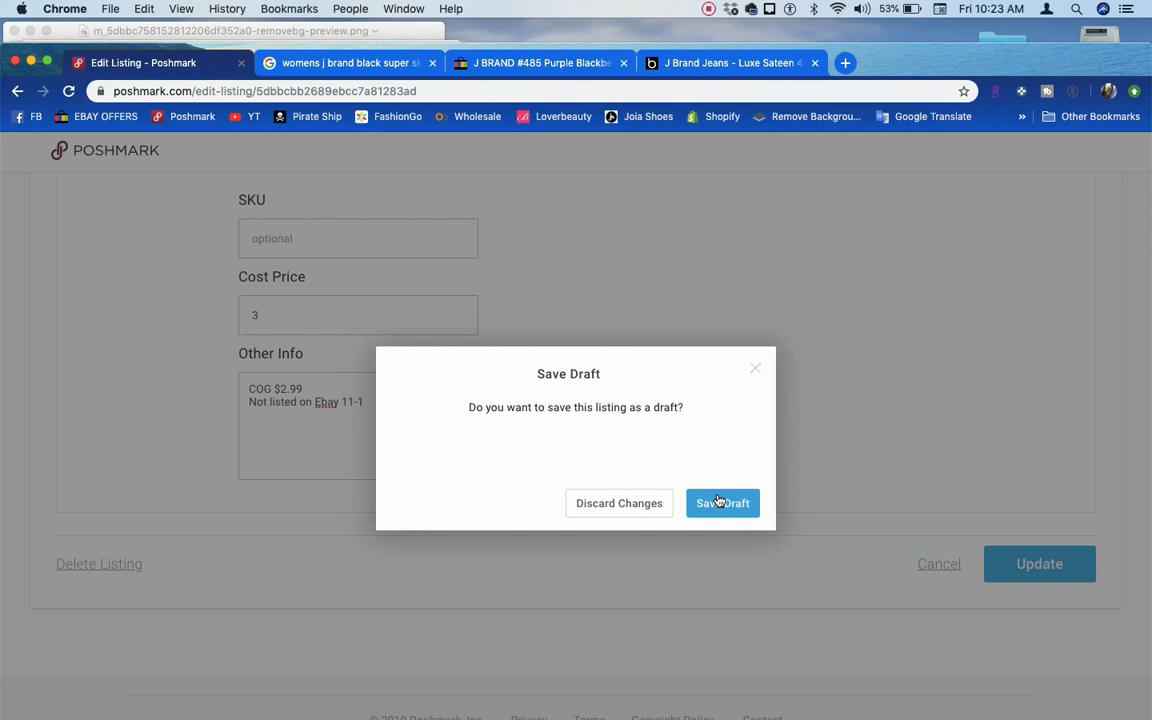 Chrome File Edit View History Bookmarks People Window Help 53% Fri 10:23 AM
m_5dbbc758152812206df352a0-removebg-preview.png
Edit Listing - Poshmark womens j brand black super sk J BRAND #485 Purple Blackbe J Brand Jeans - Luxe Sateen 4
poshmark.com/edit-listing/5dbbcbb2689ebcc7a81283ad
FB EBAY OFFERS Poshmark YT Pirate Ship FashionGo Wholesale Loverbeauty Joia Shoes Shopify Remove Backgrou... Google Translate » Other Bookmarks
POSHMARK
SKU
optional
Cost Price
3
Other Info
COG $2.99
Not listed on Ebay 11-1
Save Draft
Do you want to save this listing as a draft?
Discard Changes Save Draft
Delete Listing Cancel Update
© 2019 Poshmark, Inc. Privacy Terms Copyright Policy Contact